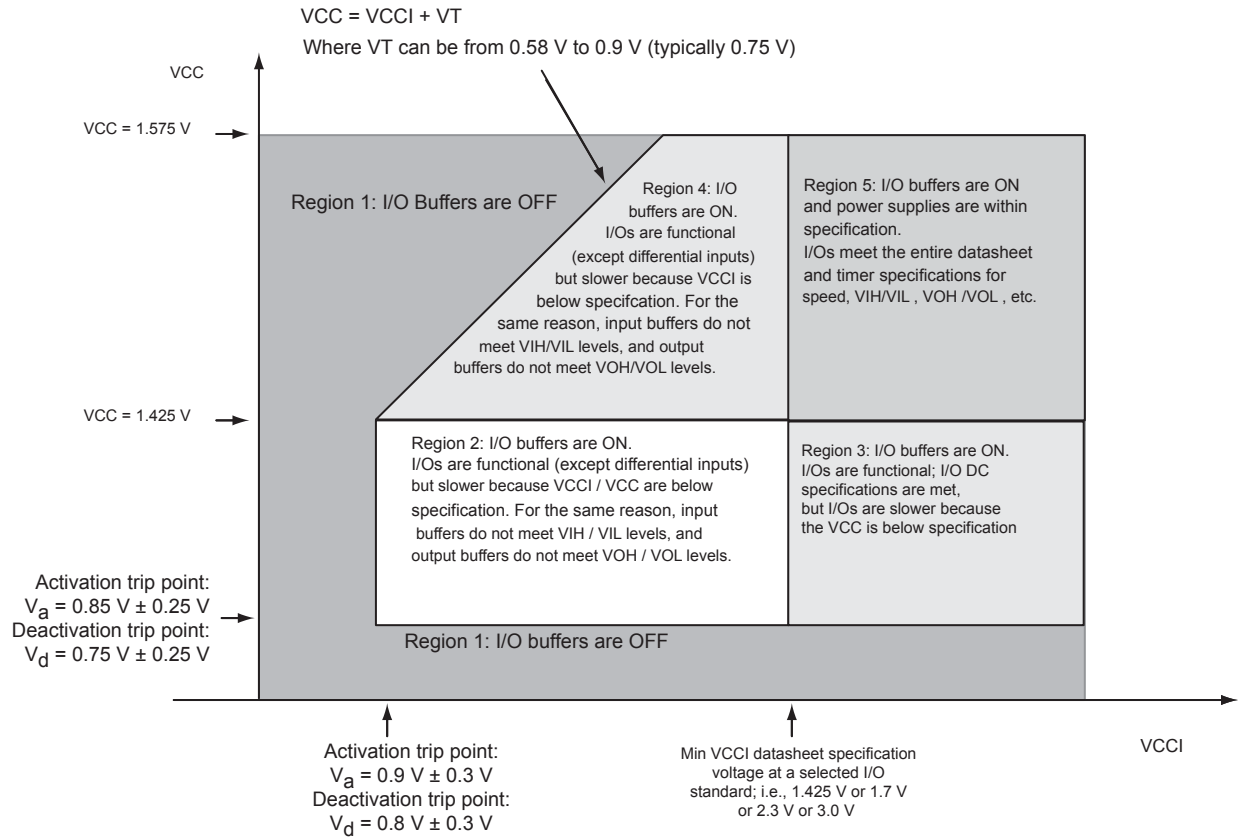 VCC = VCCI + VT
Where VT can be from 0.58 V to 0.9 V (typically 0.75 V)
VCC
VCC = 1.575 V
Region 1: I/O Buffers are OFF
Region 4: I/O
buffers are ON.
I/Os are functional
(except differential inputs)
but slower because VCCI is
below specifcation. For the
same reason, input buffers do not
meet VIH/VIL levels, and output
buffers do not meet VOH/VOL levels.
Region 5: I/O buffers are ON
and power supplies are within
specification.
I/Os meet the entire datasheet
and timer specifications for
speed, VIH/VIL , VOH /VOL , etc.
VCC = 1.425 V
Region 2: I/O buffers are ON.
I/Os are functional (except differential inputs)
but slower because VCCI / VCC are below
specification. For the same reason, input
buffers do not meet VIH / VIL levels, and
output buffers do not meet VOH / VOL levels.
Region 3: I/O buffers are ON.
I/Os are functional; I/O DC
specifications are met,
but I/Os are slower because
the VCC is below specification
Activation trip point:
Va = 0.85 V ± 0.25 V
Deactivation trip point:
Vd = 0.75 V ± 0.25 V
Region 1: I/O buffers are OFF
Activation trip point:
Va = 0.9 V ± 0.3 V
Deactivation trip point:
Vd = 0.8 V ± 0.3 V
Min VCCI datasheet specification
voltage at a selected I/O
standard; i.e., 1.425 V or 1.7 V
or 2.3 V or 3.0 V
VCCI